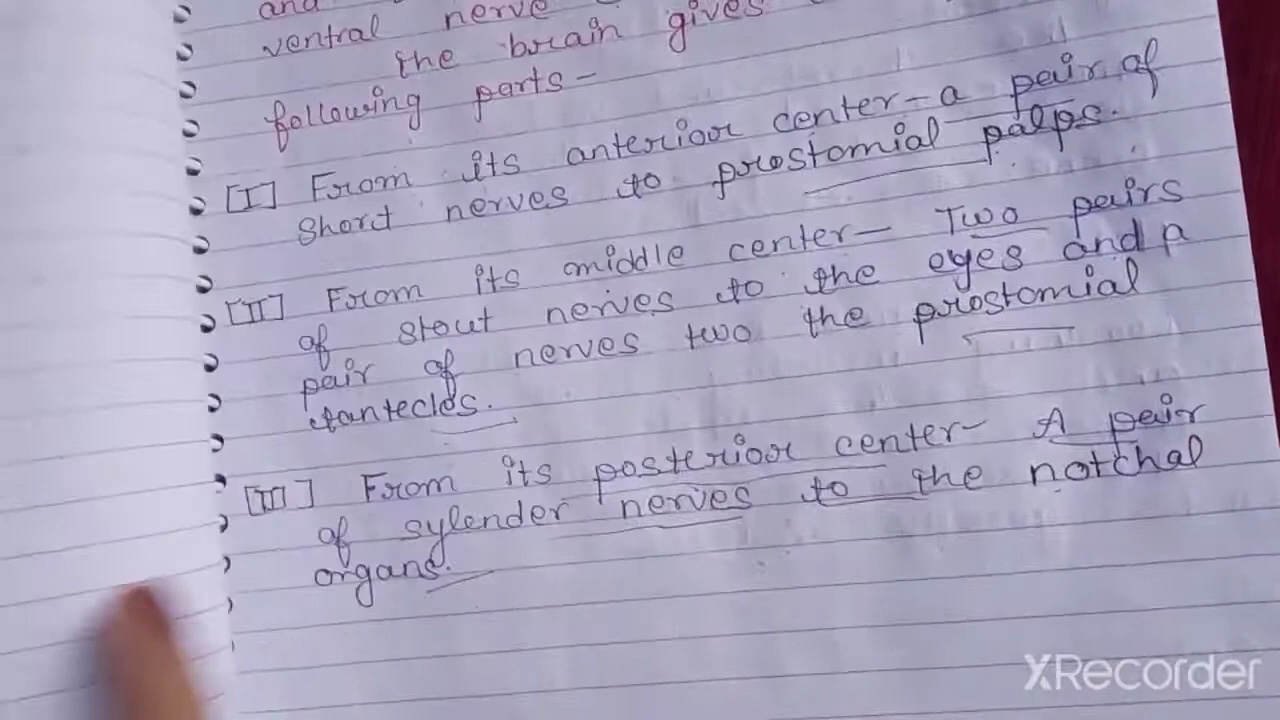 and
ventral nerve
the brain gives
following parts-
[I] From its anterior center-a pair of
short nerves to prostomial palps.
[II] From its middle center- Two pairs
of stout nerves to the eyes and a
pair of nerves two the prostomial
tantecles.
[III] From its posterior center- A pair
of sylender nerves to the notchal
organs.
XRecorder